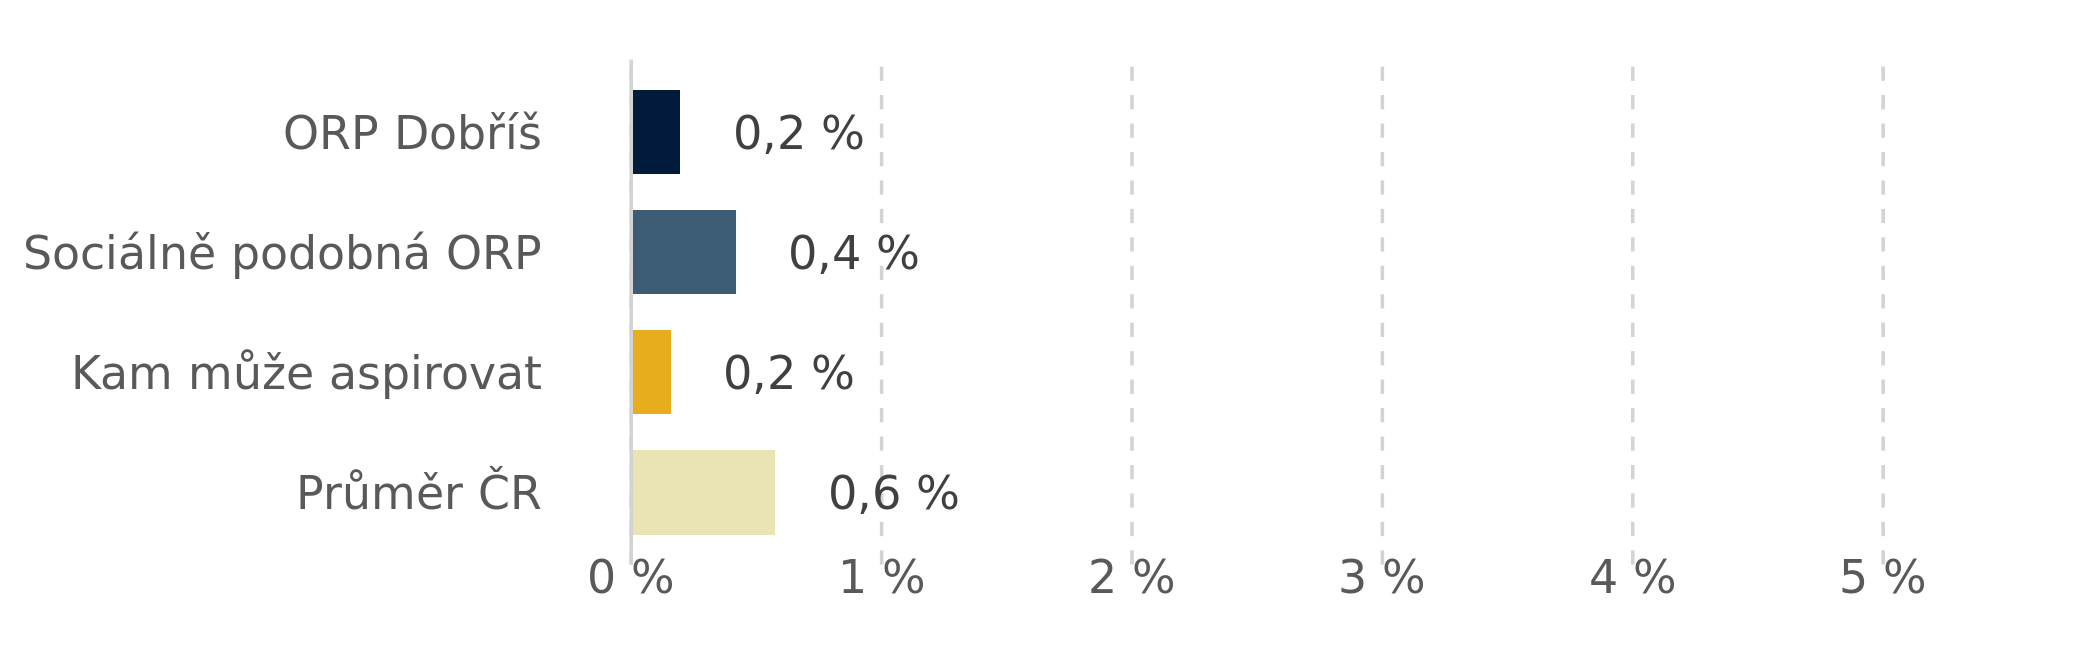 ORP Dobříš 0,2 %
Sociálně podobná ORP 0,4 %
Kam může aspirovat 0,2 %
Průměr ČR 0,6 %
0 % 1 % 2 % 3 % 4 % 5 %